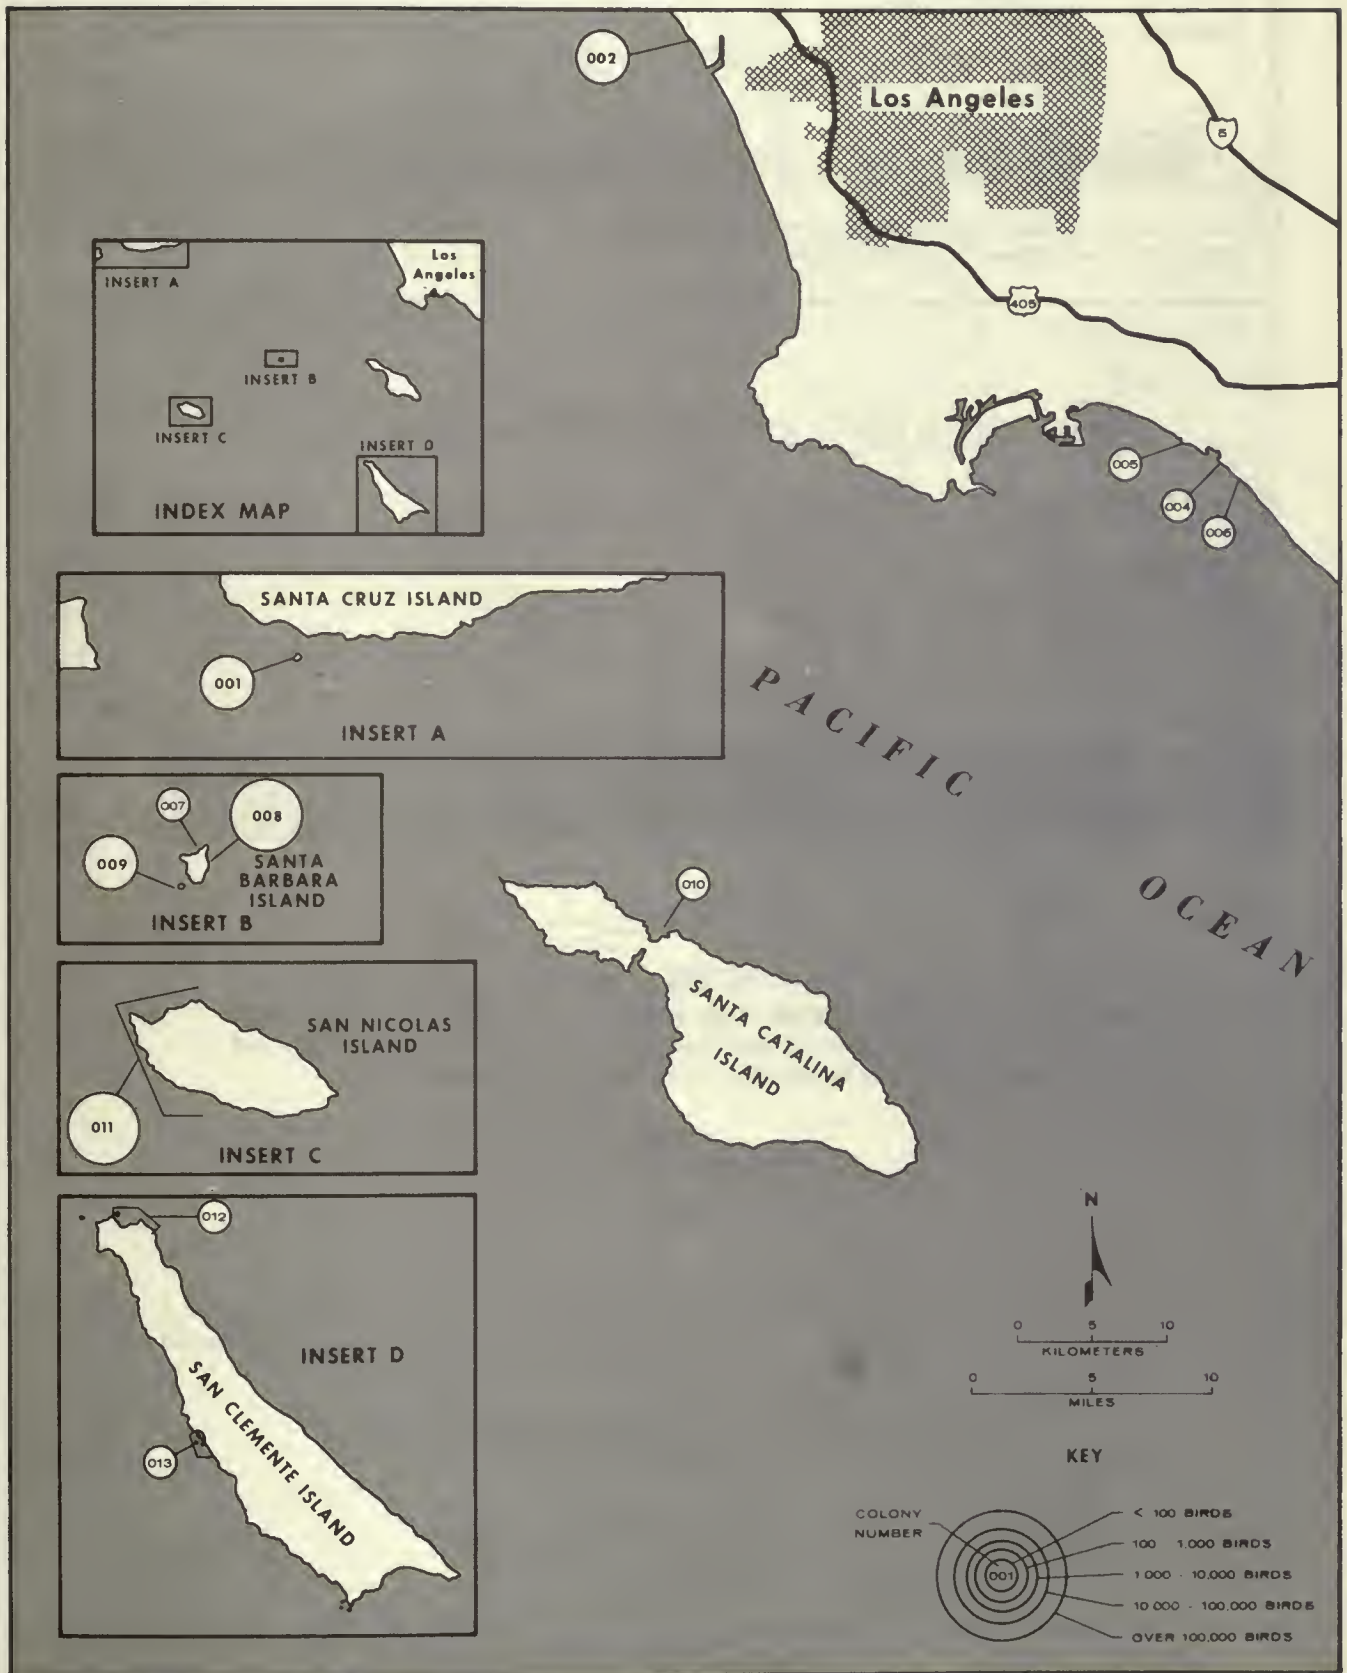 002
Los Angeles
5
405
Los
Angeles
INSERT A
INSERT B
INSERT C
INSERT D
INDEX MAP
005
004
006
SANTA CRUZ ISLAND
001
INSERT A
PACIFIC
OCEAN
007
008
009
SANTA
BARBARA
ISLAND
INSERT B
010
SANTA CATALINA
ISLAND
SAN NICOLAS
ISLAND
011
INSERT C
012
INSERT D
SAN CLEMENTE ISLAND
013
N
0 5 10
KILOMETERS
0 5 10
MILES
KEY
COLONY
NUMBER
001
< 100 BIRDS
100 1,000 BIRDS
1,000 - 10,000 BIRDS
10,000 - 100,000 BIRDS
OVER 100,000 BIRDS